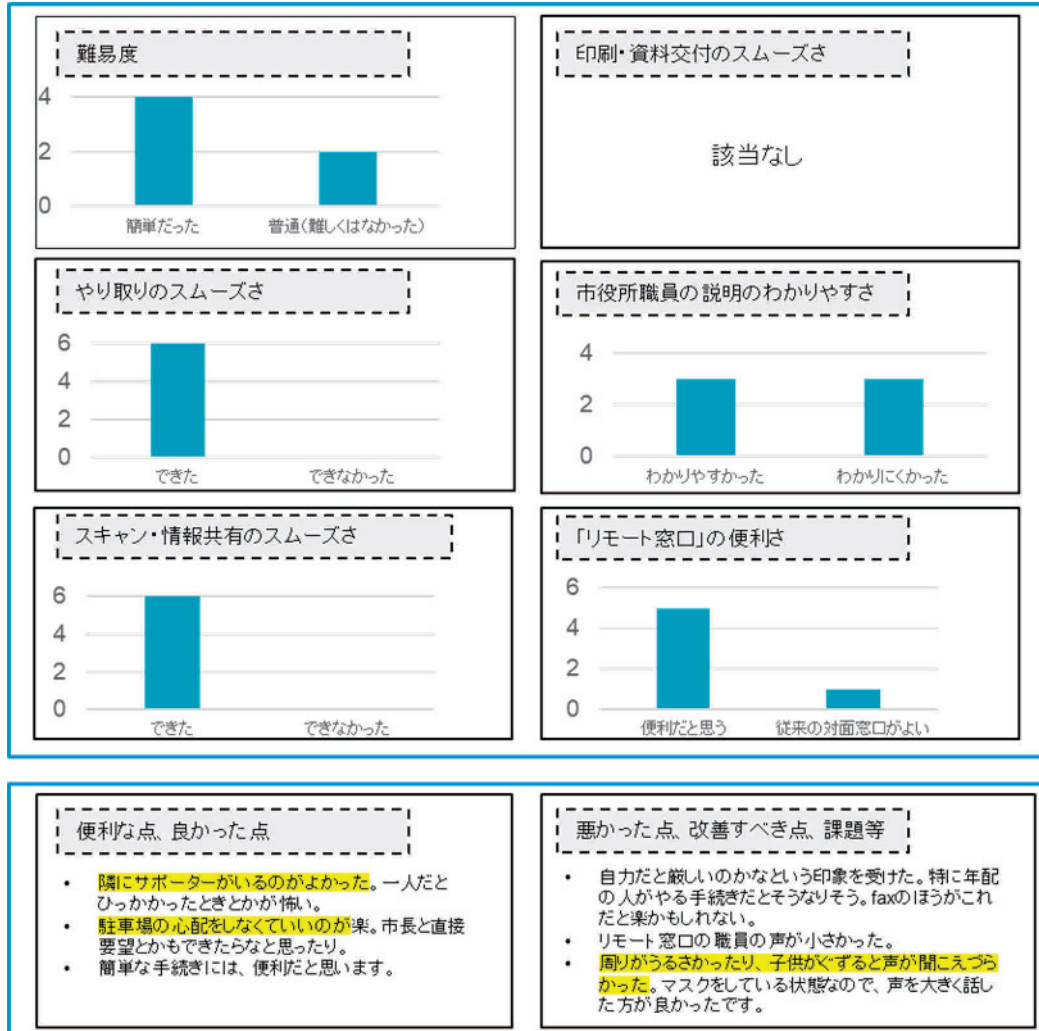 難易度
4
2
0
簡単だった
普通(難しくはなかった)
印刷・資料交付のスムーズさ
該当なし
やり取りのスムーズさ
6
4
2
0
できた
できなかった
市役所職員の説明のわかりやすさ
4
2
0
わかりやすかった
わかりにくかった
スキャン・情報共有のスムーズさ
6
4
2
0
できた
できなかった
「リモート窓口」の便利さ
6
4
2
0
便利だと思う
従来の対面窓口がよい
便利な点、良かった点
• 隣にサポーターがいるのがよかった。一人だと
ひっかかったときとかが怖い。
• 駐車場の心配をしなくていいのが楽。市長と直接
要望とかもできたらなと思ったり。
• 簡単な手続きには、便利だと思います。
悪かった点、改善すべき点、課題等
• 自力だと厳しいのかなという印象を受けた。特に年配
の人がやる手続きだとそうなりそう。faxのほうがこれ
だと楽かもしれない。
• リモート窓口の職員の声が小さかった。
• 周りがうるさかったり、子供がぐずると声が聞こえづら
かった。マスクをしている状態なので、声を大きく話し
た方が良かったです。